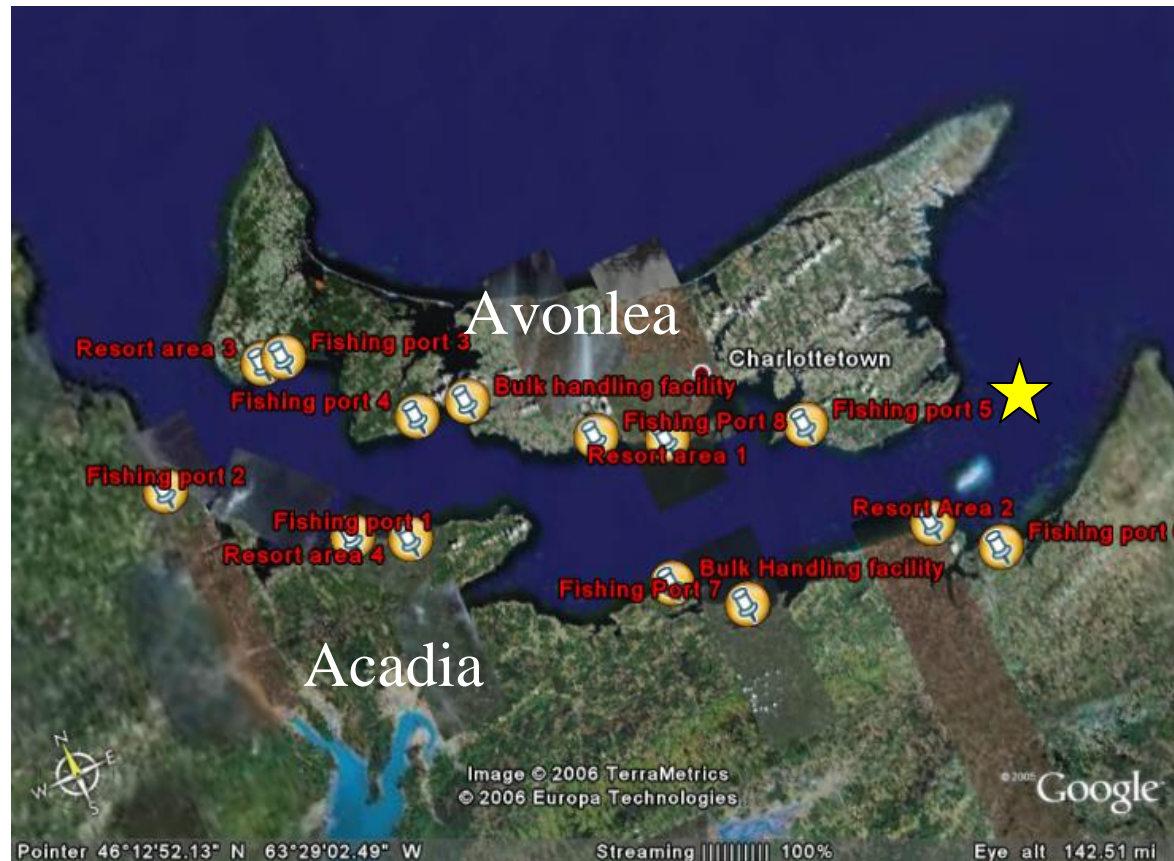 Avonlea
Resort area 3
Fishing port 3
Charlottetown
Fishing port 4
Bulk handling facility
Fishing Port 8
Fishing port 5
Resort area 1
Fishing port 2
Fishing port 1
Resort area 4
Resort Area 2
Fishing port
Bulk Handling facility
Fishing Port 7
Acadia
N
E
W
S
Image © 2006 TerraMetrics
© 2006 Europa Technologies
© 2005 Google
Pointer 46°12'52.13" N 63°29'02.49" W Streaming |||||||||| 100% Eye alt 142.51 mi